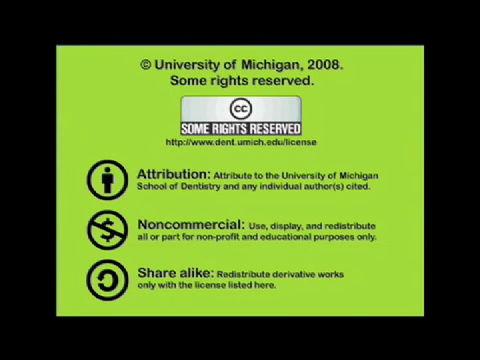 © University of Michigan, 2008.
Some rights reserved.
cc
SOME RIGHTS RESERVED
http://www.dent.umich.edu/license
Attribution: Attribute to the University of Michigan
School of Dentistry and any individual author(s) cited.
Noncommercial: Use, display, and redistribute
all or part for non-profit and educational purposes only.
Share alike: Redistribute derivative works
only with the license listed here.